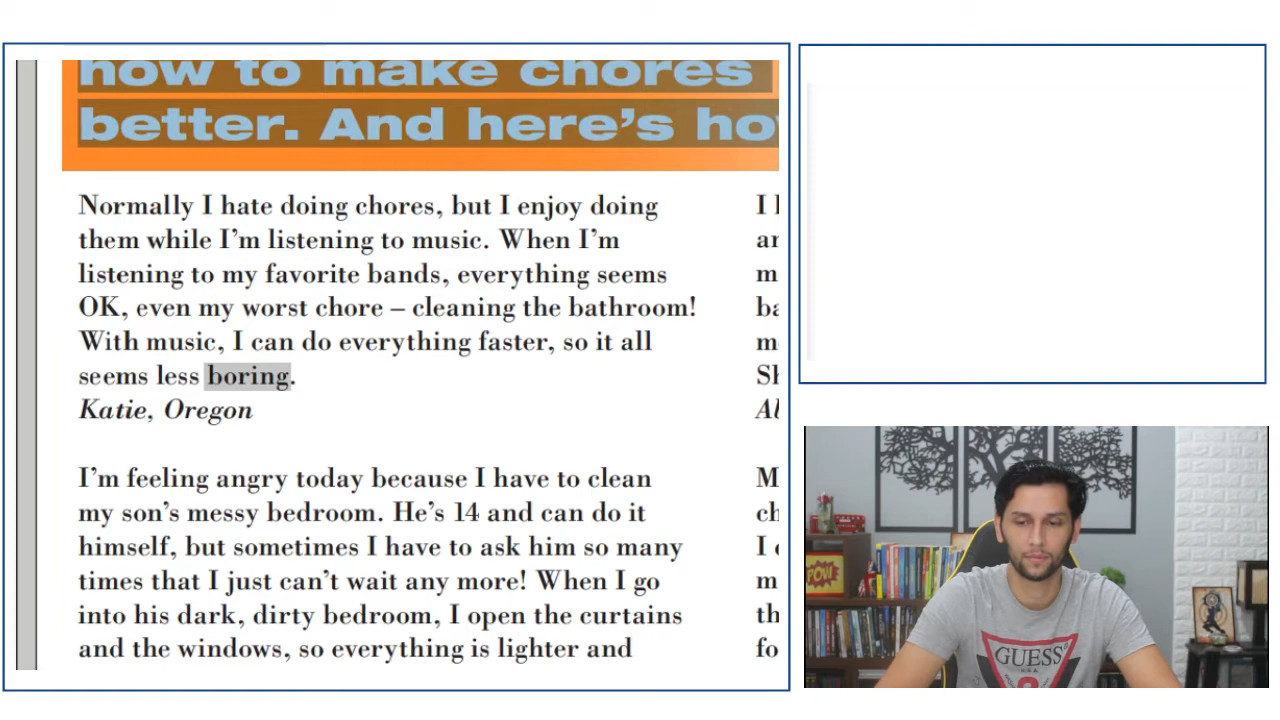 how to make chores
better. And here's
Normally I hate doing chores, but I enjoy doing
them while I'm listening to music. When I'm
listening to my favorite bands, everything seems
OK, even my worst chore – cleaning the bathroom!
With music, I can do everything faster, so it all
seems less boring.
Katie, Oregon
I'm feeling angry today because I have to clean
my son's messy bedroom. He's 14 and can do it
himself, but sometimes I have to ask him so many
times that I just can't wait any more! When I go
into his dark, dirty bedroom, I open the curtains
and the windows, so everything is lighter and
I
I
POW!
GUESS